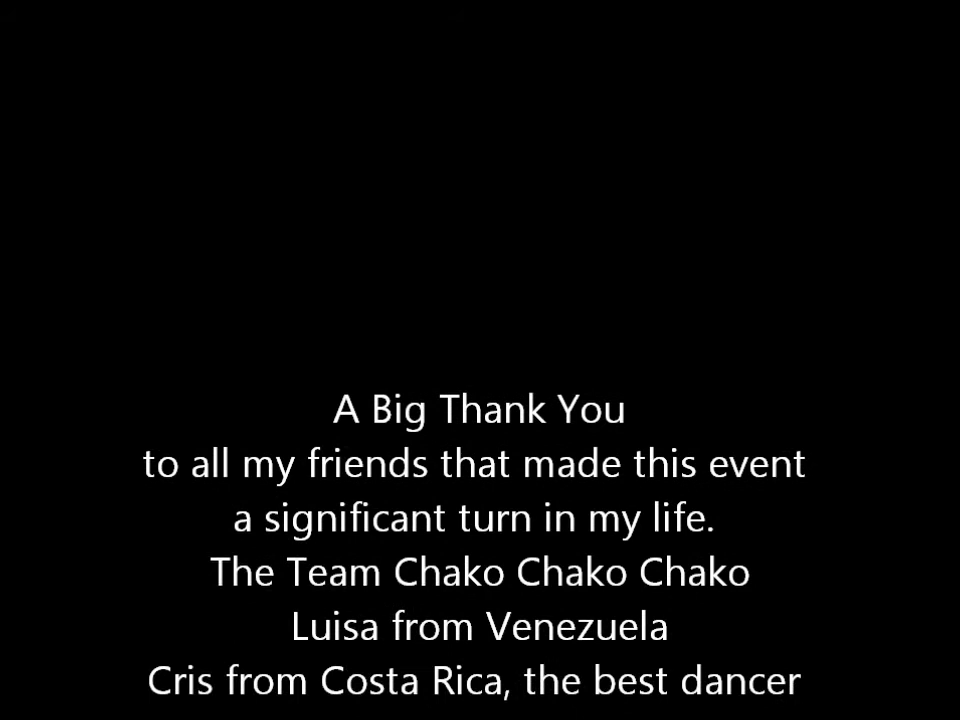 A Big Thank You
to all my friends that made this event
a significant turn in my life.
The Team Chako Chako Chako
Luisa from Venezuela
Cris from Costa Rica, the best dancer